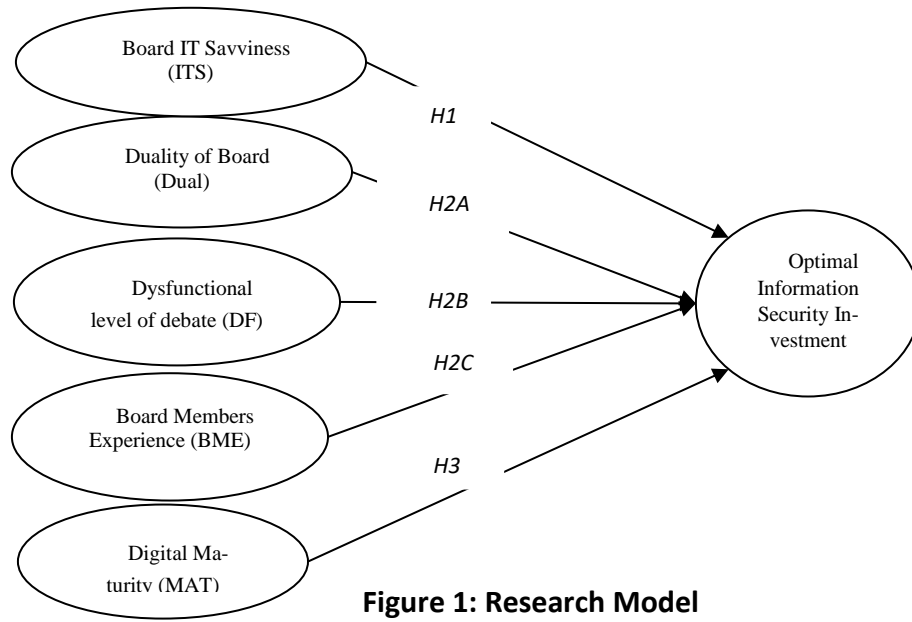 Board IT Savviness
(ITS)
H1
Duality of Board
(Dual)
H2A
Dysfunctional
level of debate (DF)
H2B
Optimal
Information
Security In-
vestment
H2C
Board Members
Experience (BME)
H3
Digital Ma-
turity (MAT)
Figure 1: Research Model